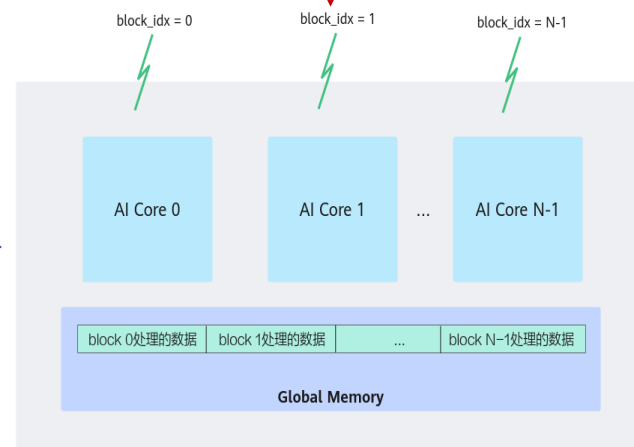 block_idx = 0
block_idx = 1
block_idx = N-1
AI Core 0
AI Core 1
...
AI Core N-1
block 0处理的数据
block 1处理的数据
...
block N-1处理的数据
Global Memory